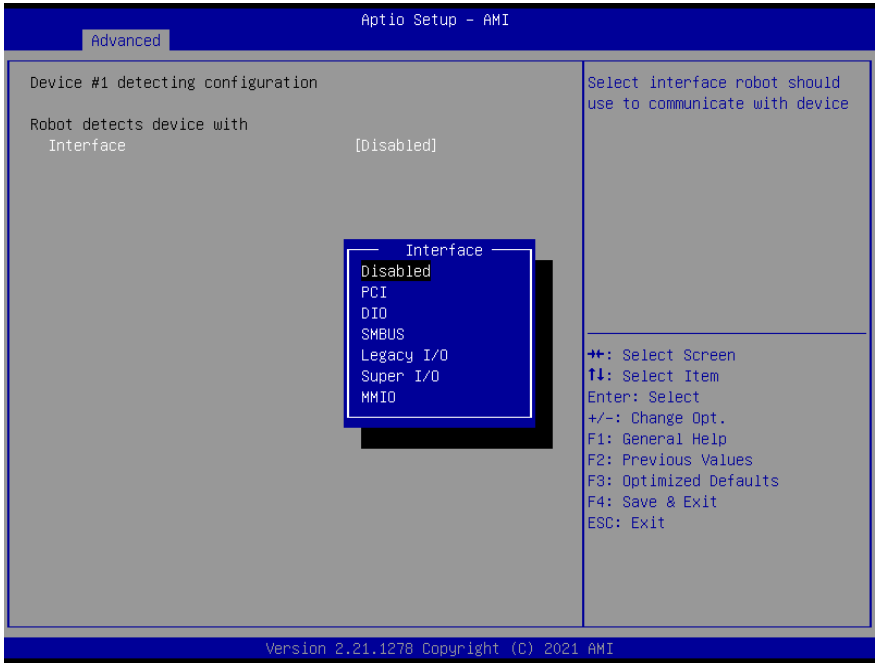 Aptio Setup – AMI
Advanced
Device #1 detecting configuration
Robot detects device with
Interface [Disabled]
Interface
Disabled
PCI
DIO
SMBUS
Legacy I/O
Super I/O
MMIO
Select interface robot should
use to communicate with device
→←: Select Screen
↑↓: Select Item
Enter: Select
+/-: Change Opt.
F1: General Help
F2: Previous Values
F3: Optimized Defaults
F4: Save & Exit
ESC: Exit
Version 2.21.1278 Copyright (C) 2021 AMI